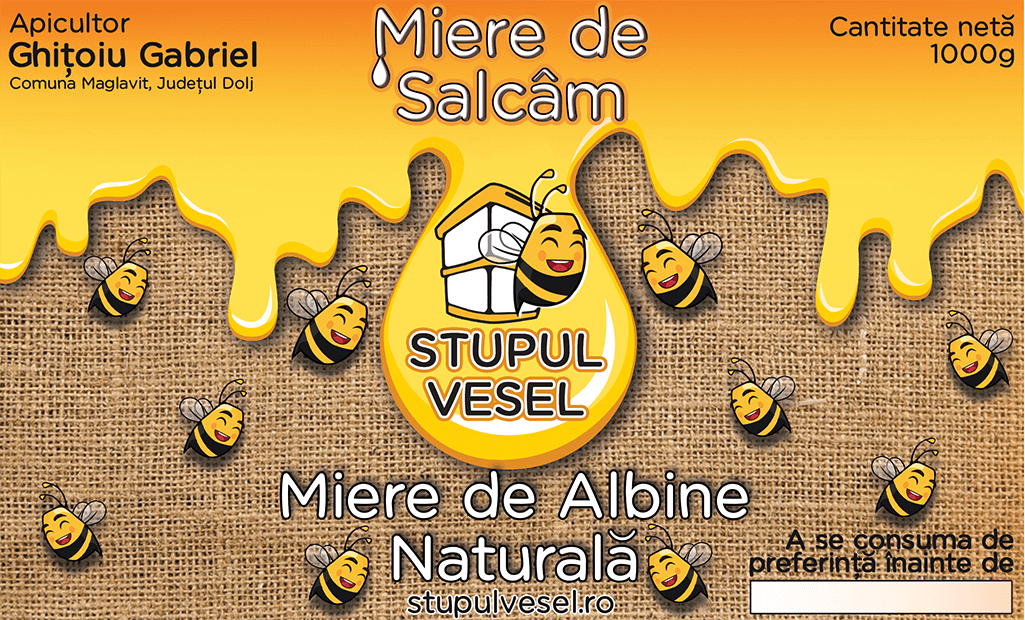 Apicultor
Ghițoiu Gabriel
Comuna Maglavit, Județul Dolj
Miere de
Salcâm
Cantitate netă
1000g
STUPUL
VESEL
Miere de Albine
Naturală
stupulvesel.ro
A se consuma de
preferință înainte de